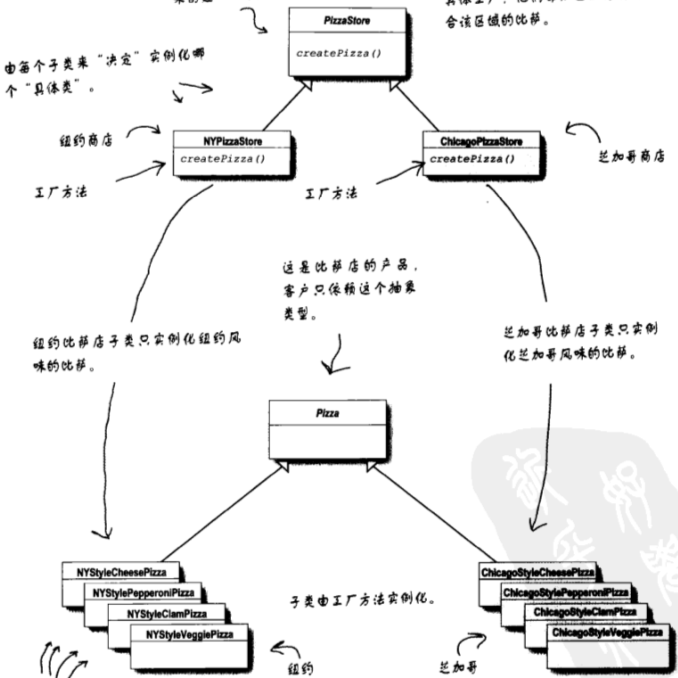 PizzaStore
createPizza()
合该区域的比萨。
由每个子类来“决定”实例化哪
个“具体类”。
纽约商店
NYPizzaStore
createPizza()
ChicagoPizzaStore
createPizza()
芝加哥商店
工厂方法
工厂方法
这是比萨店的产品，
客户只依赖这个抽象
类型。
纽约比萨店子类只实例化纽约风
味的比萨。
芝加哥比萨店子类只实例
化芝加哥风味的比萨。
Pizza
NYStyleCheesePizza
NYStylePepperoniPizza
NYStyleClamPizza
NYStyleVeggiePizza
子类由工厂方法实例化。
ChicagoStyleCheesePizza
ChicagoStylePepperoniPizza
ChicagoStyleClamPizza
ChicagoStyleVeggiePizza
纽约
芝加哥